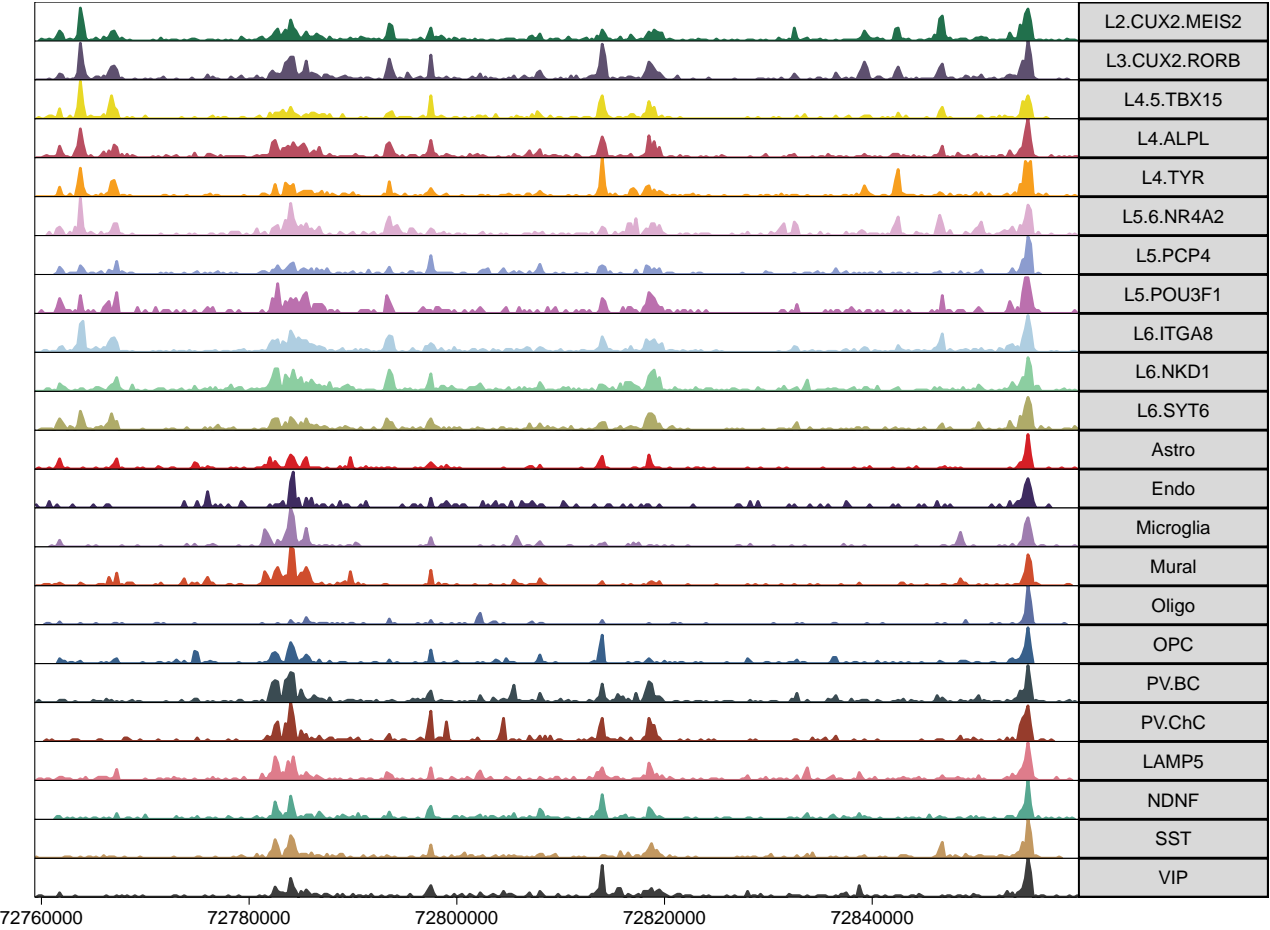 L2.CUX2.MEIS2
L3.CUX2.RORB
L4.5.TBX15
L4.ALPL
L4.TYR
L5.6.NR4A2
L5.PCP4
L5.POU3F1
L6.ITGA8
L6.NKD1
L6.SYT6
Astro
Endo
Microglia
Mural
Oligo
OPC
PV.BC
PV.ChC
LAMP5
NDNF
SST
VIP
72760000 72780000 72800000 72820000 72840000